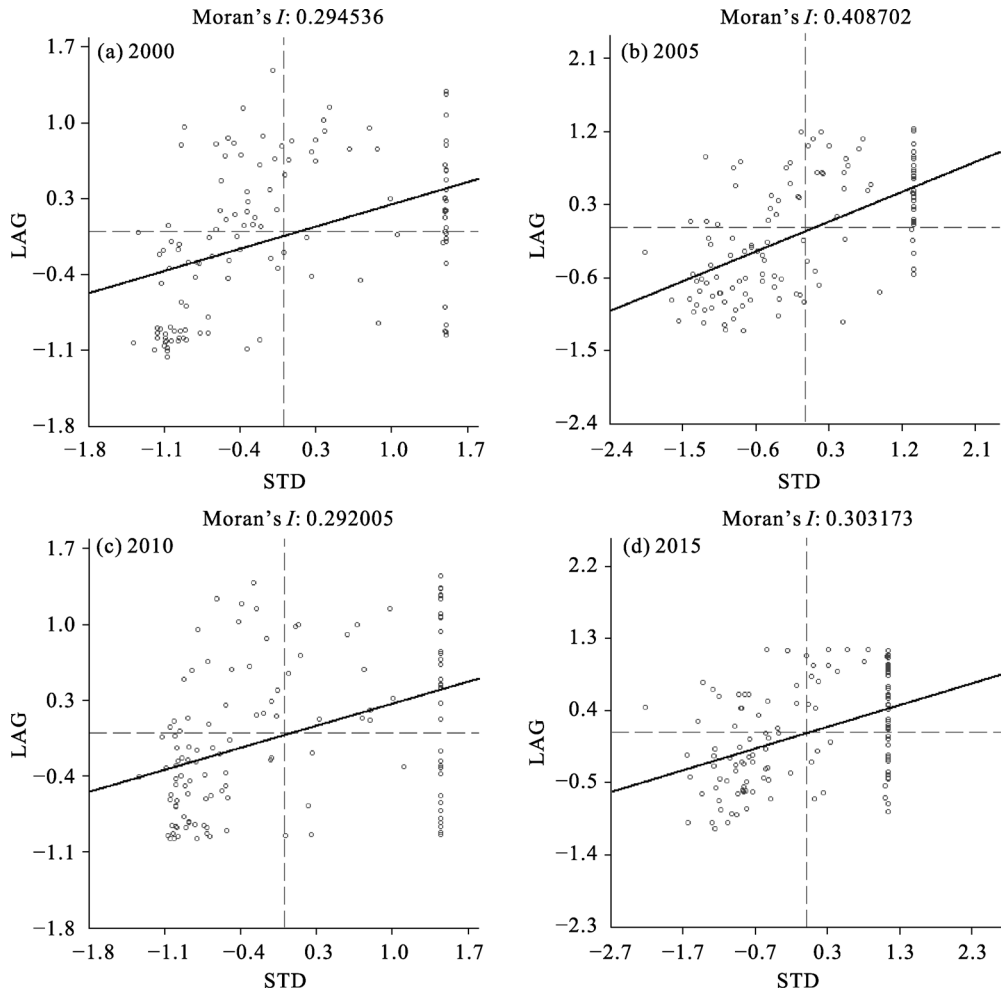 Moran's I: 0.294536
(a) 2000
1.7
1.0
0.3
−0.4
−1.1
−1.8
LAG
−1.8 −1.1 −0.4 0.3 1.0 1.7
STD
Moran's I: 0.408702
(b) 2005
2.1
1.2
0.3
−0.6
−1.5
−2.4
LAG
−2.4 −1.5 −0.6 0.3 1.2 2.1
STD
Moran's I: 0.292005
(c) 2010
1.7
1.0
0.3
−0.4
−1.1
−1.8
LAG
−1.8 −1.1 −0.4 0.3 1.0 1.7
STD
Moran's I: 0.303173
(d) 2015
2.2
1.3
0.4
−0.5
−1.4
−2.3
LAG
−2.7 −1.7 −0.7 0.3 1.3 2.3
STD